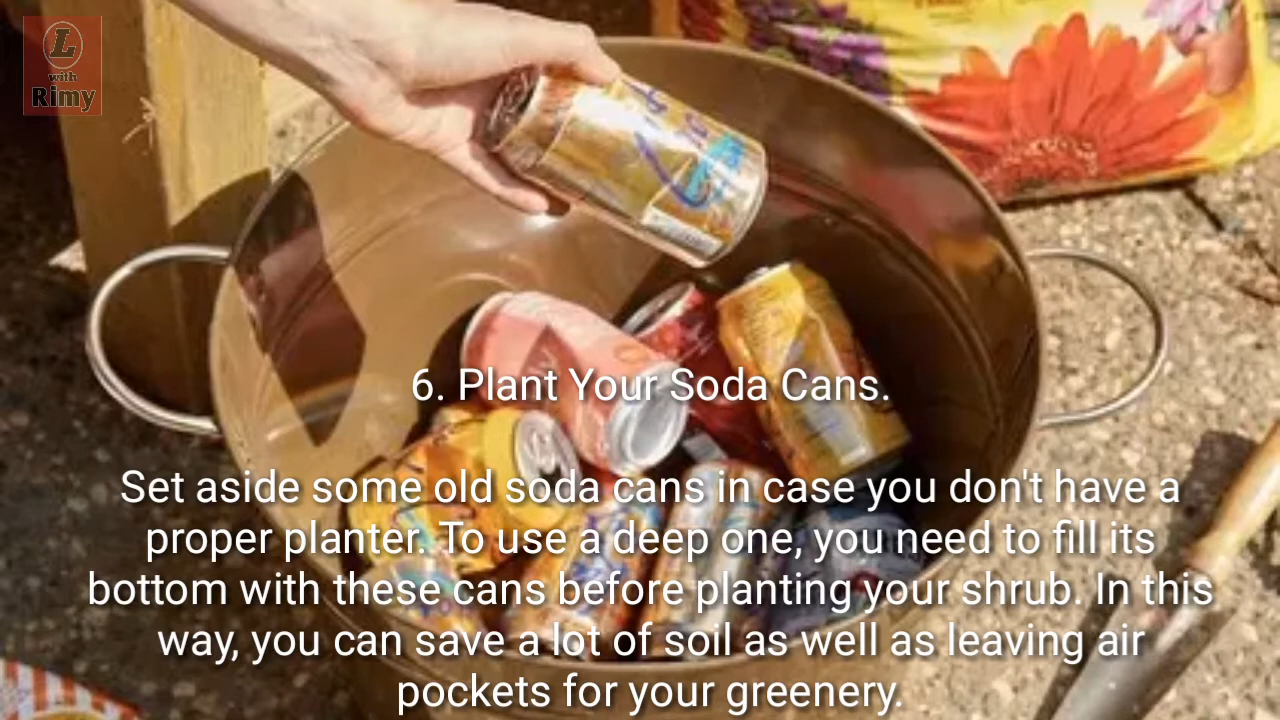 L
with
Rimy
6. Plant Your Soda Cans.
Set aside some old soda cans in case you don't have a
proper planter. To use a deep one, you need to fill its
bottom with these cans before planting your shrub. In this
way, you can save a lot of soil as well as leaving air
pockets for your greenery.